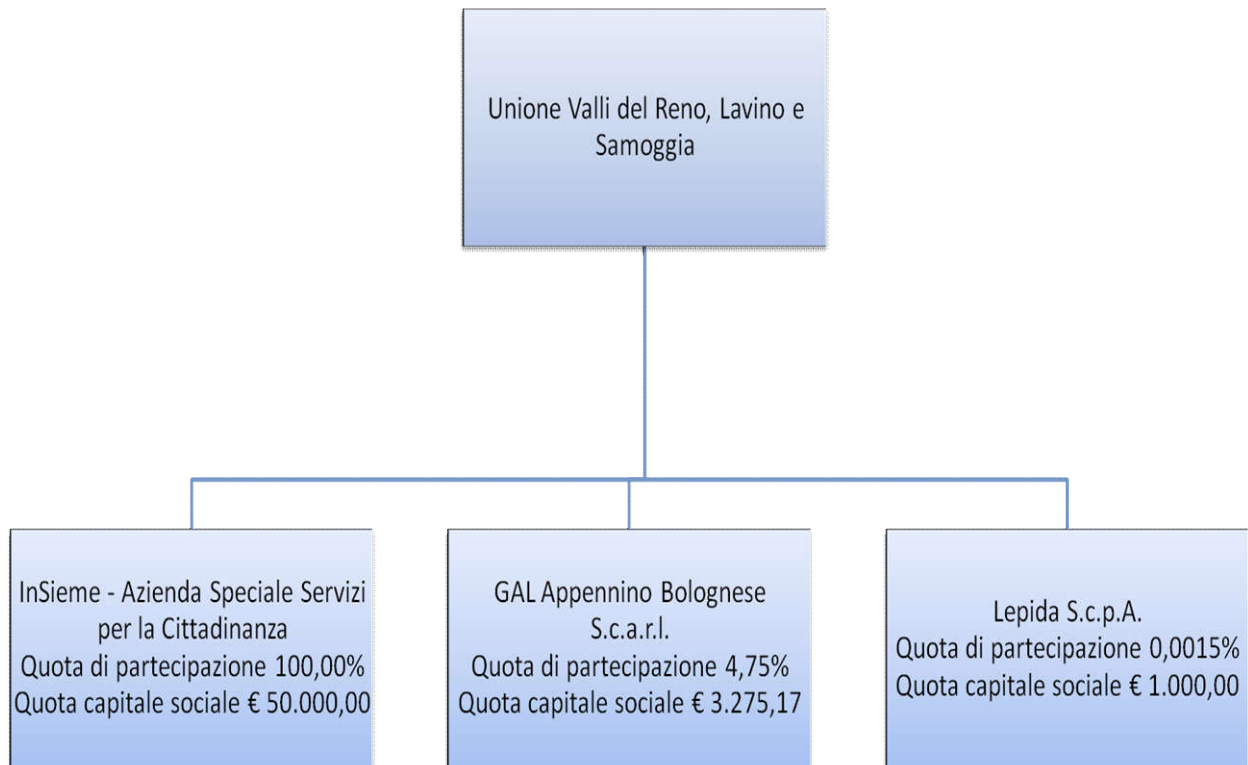 Unione Valli del Reno, Lavino e
Samoggia
InSieme - Azienda Speciale Servizi
per la Cittadinanza
Quota di partecipazione 100,00%
Quota capitale sociale € 50.000,00
GAL Appennino Bolognese
S.c.a.r.l.
Quota di partecipazione 4,75%
Quota capitale sociale € 3.275,17
Lepida S.c.p.A.
Quota di partecipazione 0,0015%
Quota capitale sociale € 1.000,00